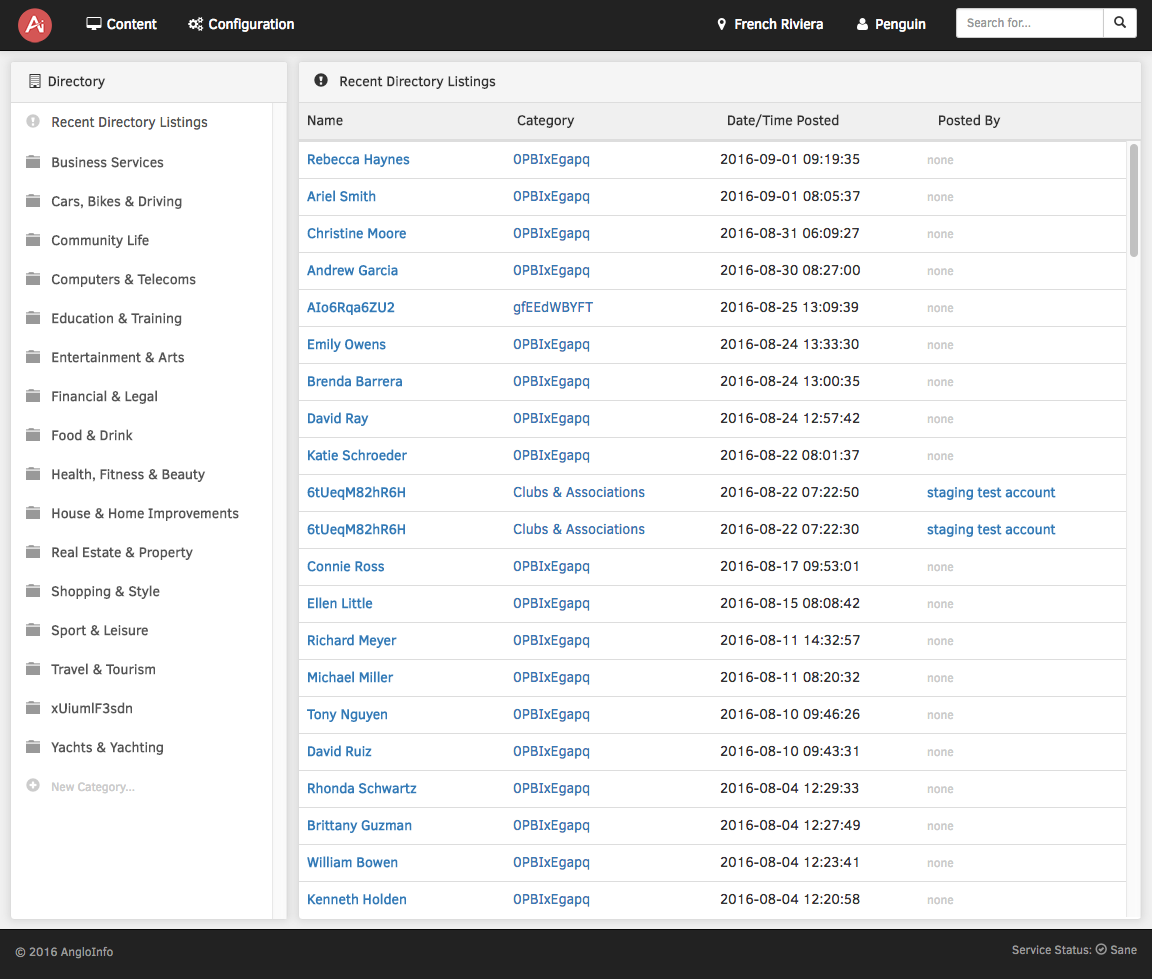 Ai Content Configuration French Riviera Penguin Search for...
Directory
Recent Directory Listings
Business Services
Cars, Bikes & Driving
Community Life
Computers & Telecoms
Education & Training
Entertainment & Arts
Financial & Legal
Food & Drink
Health, Fitness & Beauty
House & Home Improvements
Real Estate & Property
Shopping & Style
Sport & Leisure
Travel & Tourism
xUiumlF3sdn
Yachts & Yachting
New Category...
Recent Directory Listings
Name Category Date/Time Posted Posted By
Rebecca Haynes OPBIxEgapq 2016-09-01 09:19:35 none
Ariel Smith OPBIxEgapq 2016-09-01 08:05:37 none
Christine Moore OPBIxEgapq 2016-08-31 06:09:27 none
Andrew Garcia OPBIxEgapq 2016-08-30 08:27:00 none
AIo6Rqa6ZU2 gfEEdWBYFT 2016-08-25 13:09:39 none
Emily Owens OPBIxEgapq 2016-08-24 13:33:30 none
Brenda Barrera OPBIxEgapq 2016-08-24 13:00:35 none
David Ray OPBIxEgapq 2016-08-24 12:57:42 none
Katie Schroeder OPBIxEgapq 2016-08-22 08:01:37 none
6tUeqM82hR6H Clubs & Associations 2016-08-22 07:22:50 staging test account
6tUeqM82hR6H Clubs & Associations 2016-08-22 07:22:30 staging test account
Connie Ross OPBIxEgapq 2016-08-17 09:53:01 none
Ellen Little OPBIxEgapq 2016-08-15 08:08:42 none
Richard Meyer OPBIxEgapq 2016-08-11 14:32:57 none
Michael Miller OPBIxEgapq 2016-08-11 08:20:32 none
Tony Nguyen OPBIxEgapq 2016-08-10 09:46:26 none
David Ruiz OPBIxEgapq 2016-08-10 09:43:31 none
Rhonda Schwartz OPBIxEgapq 2016-08-04 12:29:33 none
Brittany Guzman OPBIxEgapq 2016-08-04 12:27:49 none
William Bowen OPBIxEgapq 2016-08-04 12:23:41 none
Kenneth Holden OPBIxEgapq 2016-08-04 12:20:58 none
© 2016 AngloInfo Service Status: Sane